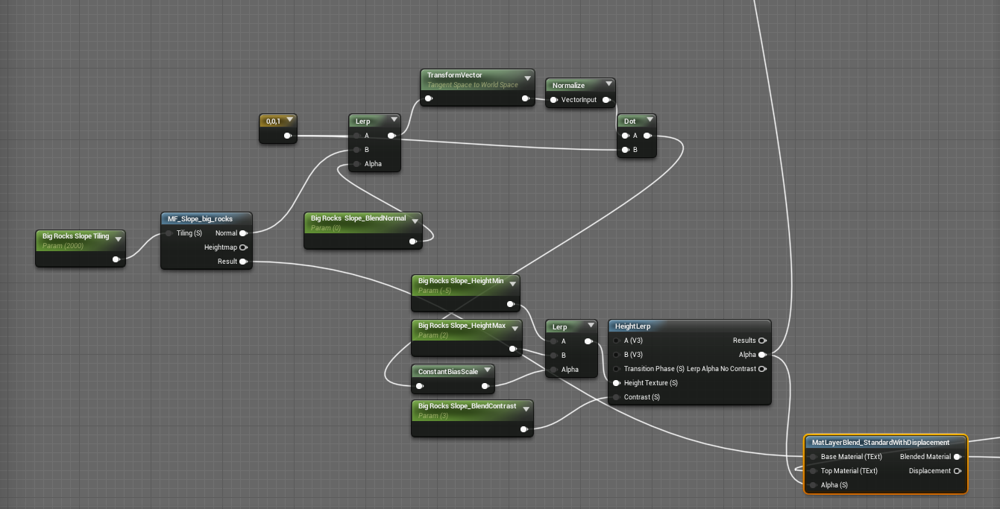 TransformVector
Tangent Space to World Space
Normalize
VectorInput
0,0,1
Lerp
A
B
Alpha
Dot
A
B
MF_Slope_big_rocks
Tiling (S) Normal
Heightmap
Result
Big Rocks Slope_BlendNormal
Param (0)
Big Rocks Slope Tiling
Param (2000)
Big Rocks Slope_HeightMin
Param (-5)
Big Rocks Slope_HeightMax
Param (2)
Lerp
A
B
Alpha
HeightLerp
A (V3) Results
B (V3) Alpha
Transition Phase (S) Lerp Alpha No Contrast
Height Texture (S)
Contrast (S)
ConstantBiasScale
Big Rocks Slope_BlendContrast
Param (3)
MatLayerBlend_StandardWithDisplacement
Base Material (TExt) Blended Material
Top Material (TExt) Displacement
Alpha (S)